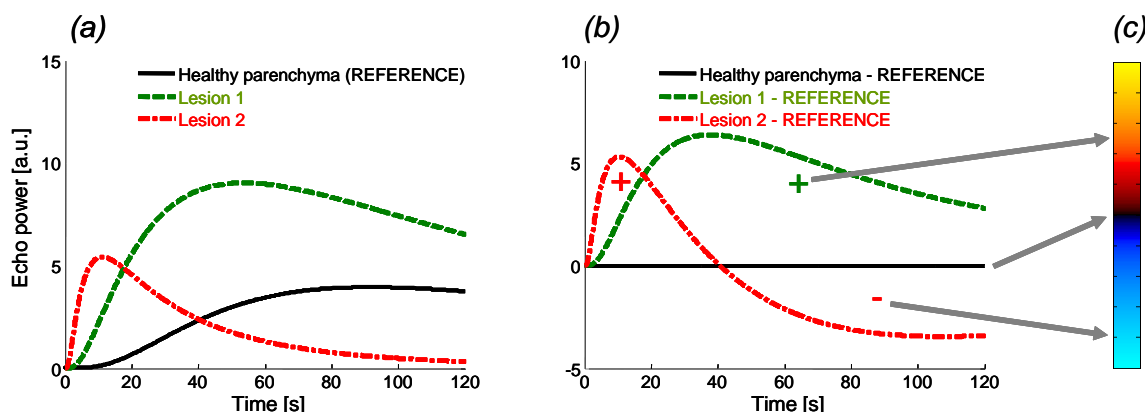 (a)
15
10
5
0
Echo power [a.u.]
0 20 40 60 80 100 120
Time [s]
Healthy parenchyma (REFERENCE)
Lesion 1
Lesion 2
(b)
10
5
0
-5
0 20 40 60 80 100 120
Time [s]
Healthy parenchyma - REFERENCE
Lesion 1 - REFERENCE
Lesion 2 - REFERENCE
+
+
-
(c)